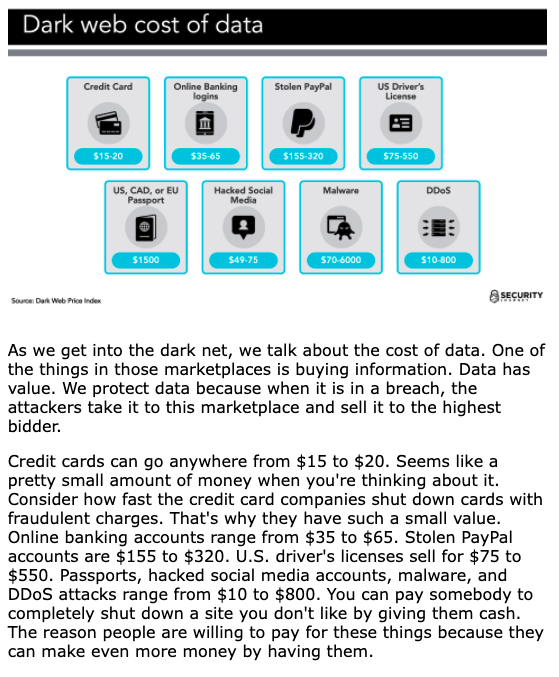 Dark web cost of data
Credit Card
$15-20
Online Banking
logins
$35-65
Stolen PayPal
$155-320
US Driver's
License
$75-550
US, CAD, or EU
Passport
$1500
Hacked Social
Media
$49-75
Malware
$70-6000
DDoS
$10-800
Source: Dark Web Price Index
SECURITY
JOURNEY
As we get into the dark net, we talk about the cost of data. One of
the things in those marketplaces is buying information. Data has
value. We protect data because when it is in a breach, the
attackers take it to this marketplace and sell it to the highest
bidder.
Credit cards can go anywhere from $15 to $20. Seems like a
pretty small amount of money when you're thinking about it.
Consider how fast the credit card companies shut down cards with
fraudulent charges. That's why they have such a small value.
Online banking accounts range from $35 to $65. Stolen PayPal
accounts are $155 to $320. U.S. driver's licenses sell for $75 to
$550. Passports, hacked social media accounts, malware, and
DDoS attacks range from $10 to $800. You can pay somebody to
completely shut down a site you don't like by giving them cash.
The reason people are willing to pay for these things because they
can make even more money by having them.